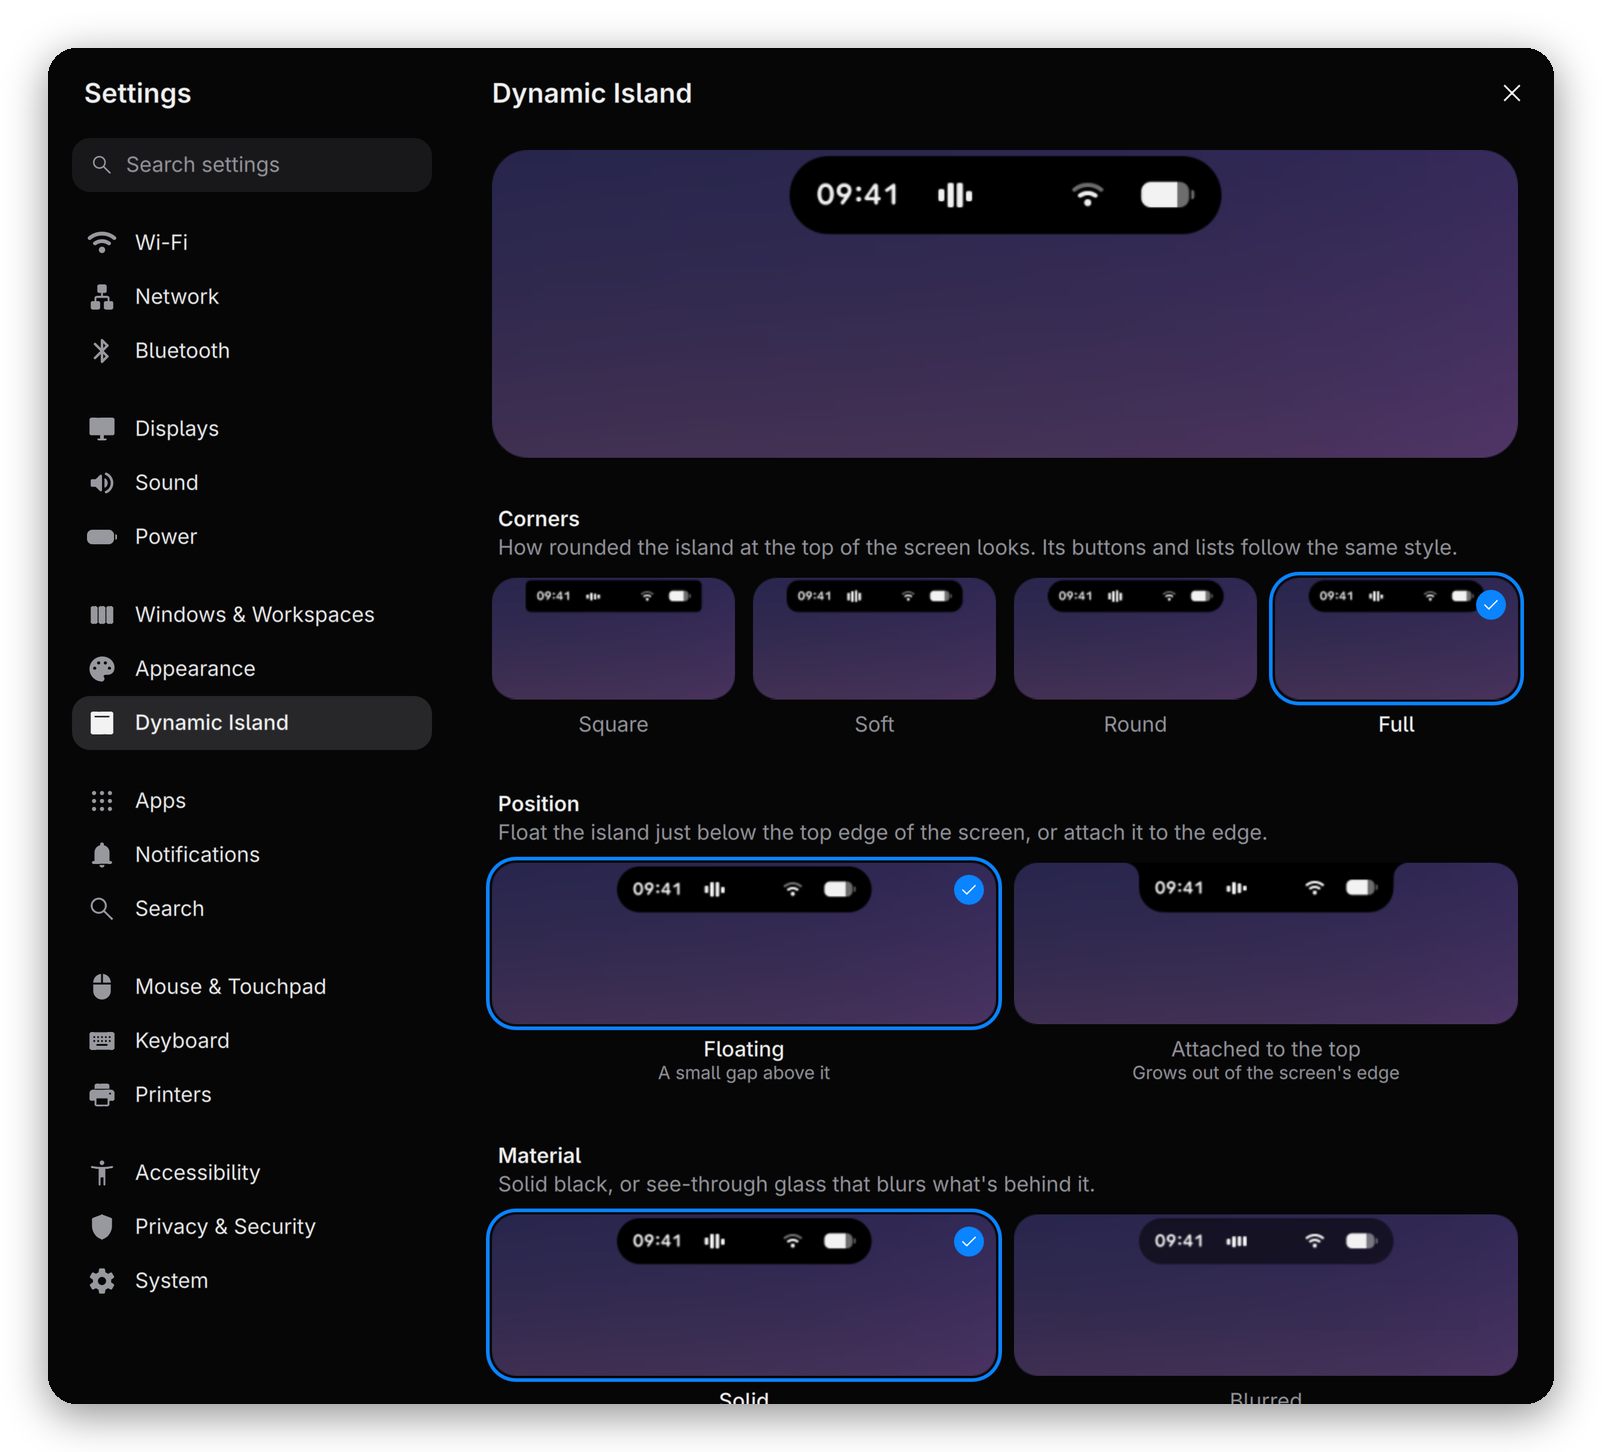 Settings
Search settings
Wi-Fi
Network
Bluetooth
Displays
Sound
Power
Windows & Workspaces
Appearance
Dynamic Island
Apps
Notifications
Search
Mouse & Touchpad
Keyboard
Printers
Accessibility
Privacy & Security
System
Dynamic Island
09:41
Corners
How rounded the island at the top of the screen looks. Its buttons and lists follow the same style.
09:41 09:41 09:41 09:41
Square Soft Round Full
Position
Float the island just below the top edge of the screen, or attach it to the edge.
09:41 09:41
Floating Attached to the top
A small gap above it Grows out of the screen's edge
Material
Solid black, or see-through glass that blurs what's behind it.
09:41 09:41
Solid Blurred